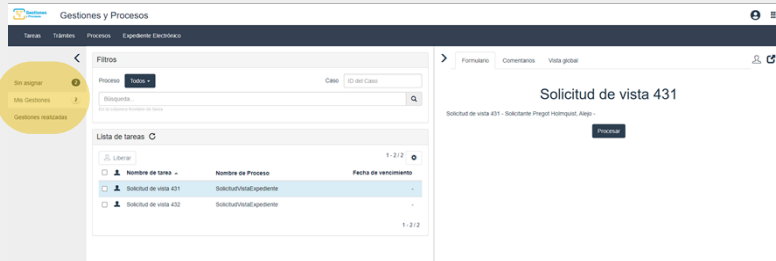 Gestiones y Procesos
Gestiones y Procesos
Tareas Trámites Procesos Expediente Electrónico
Sin asignar 2
Mis Gestiones 2
Gestiones realizadas
Filtros
Proceso Todos Caso ID del Caso
Búsqueda...
Lista de tareas
Liberar 1 - 2 / 2
Nombre de tarea Nombre de Proceso Fecha de vencimiento
Solicitud de vista 431 SolicitudVistaExpediente -
Solicitud de vista 432 SolicitudVistaExpediente -
1 - 2 / 2
Formulario Comentarios Vista global
Solicitud de vista 431
Solicitud de vista 431 - Solicitante Pregot Holmquist, Alejo -
Procesar